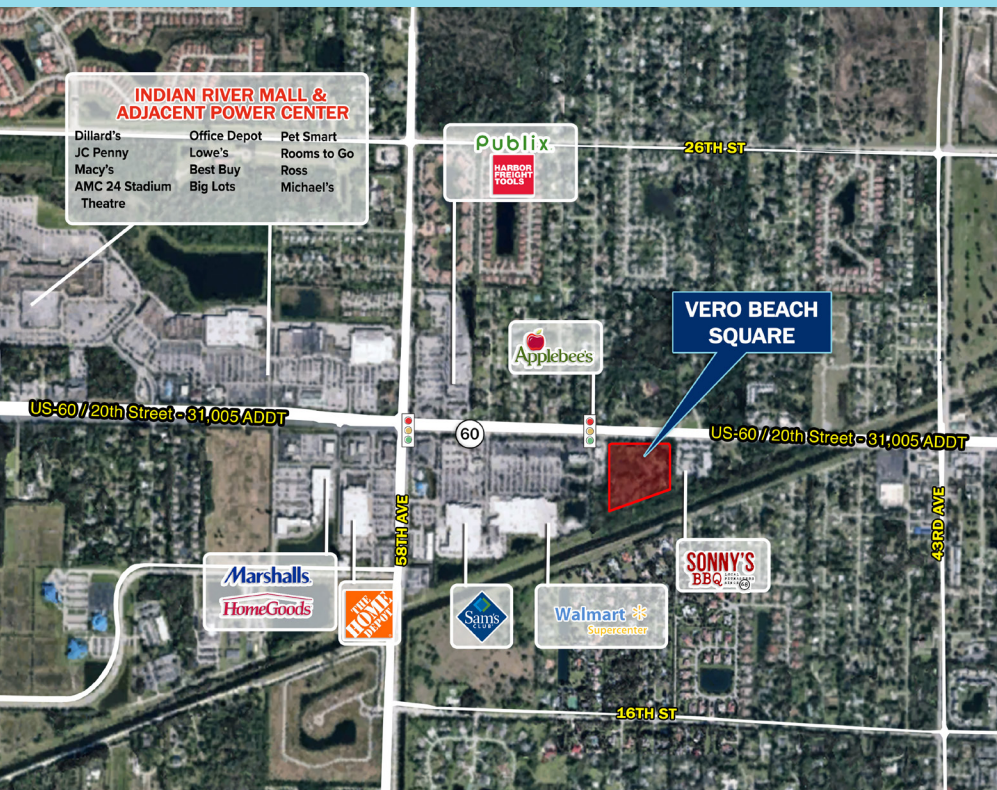 INDIAN RIVER MALL &
ADJACENT POWER CENTER
Dillard's
JC Penny
Macy's
AMC 24 Stadium
Theatre
Office Depot
Lowe's
Best Buy
Big Lots
Pet Smart
Rooms to Go
Ross
Michael's
Publix.
HARBOR
FREIGHT
TOOLS
26TH ST
VERO BEACH
SQUARE
Applebee's
US-60 / 20th Street - 31,005 ADDT
60
US-60 / 20th Street - 31,005 ADDT
58TH AVE
43RD AVE
Marshalls
HomeGoods
THE
HOME
DEPOT
Sam's
CLUB
Walmart
Supercenter
SONNY'S
BBQ
68
16TH ST